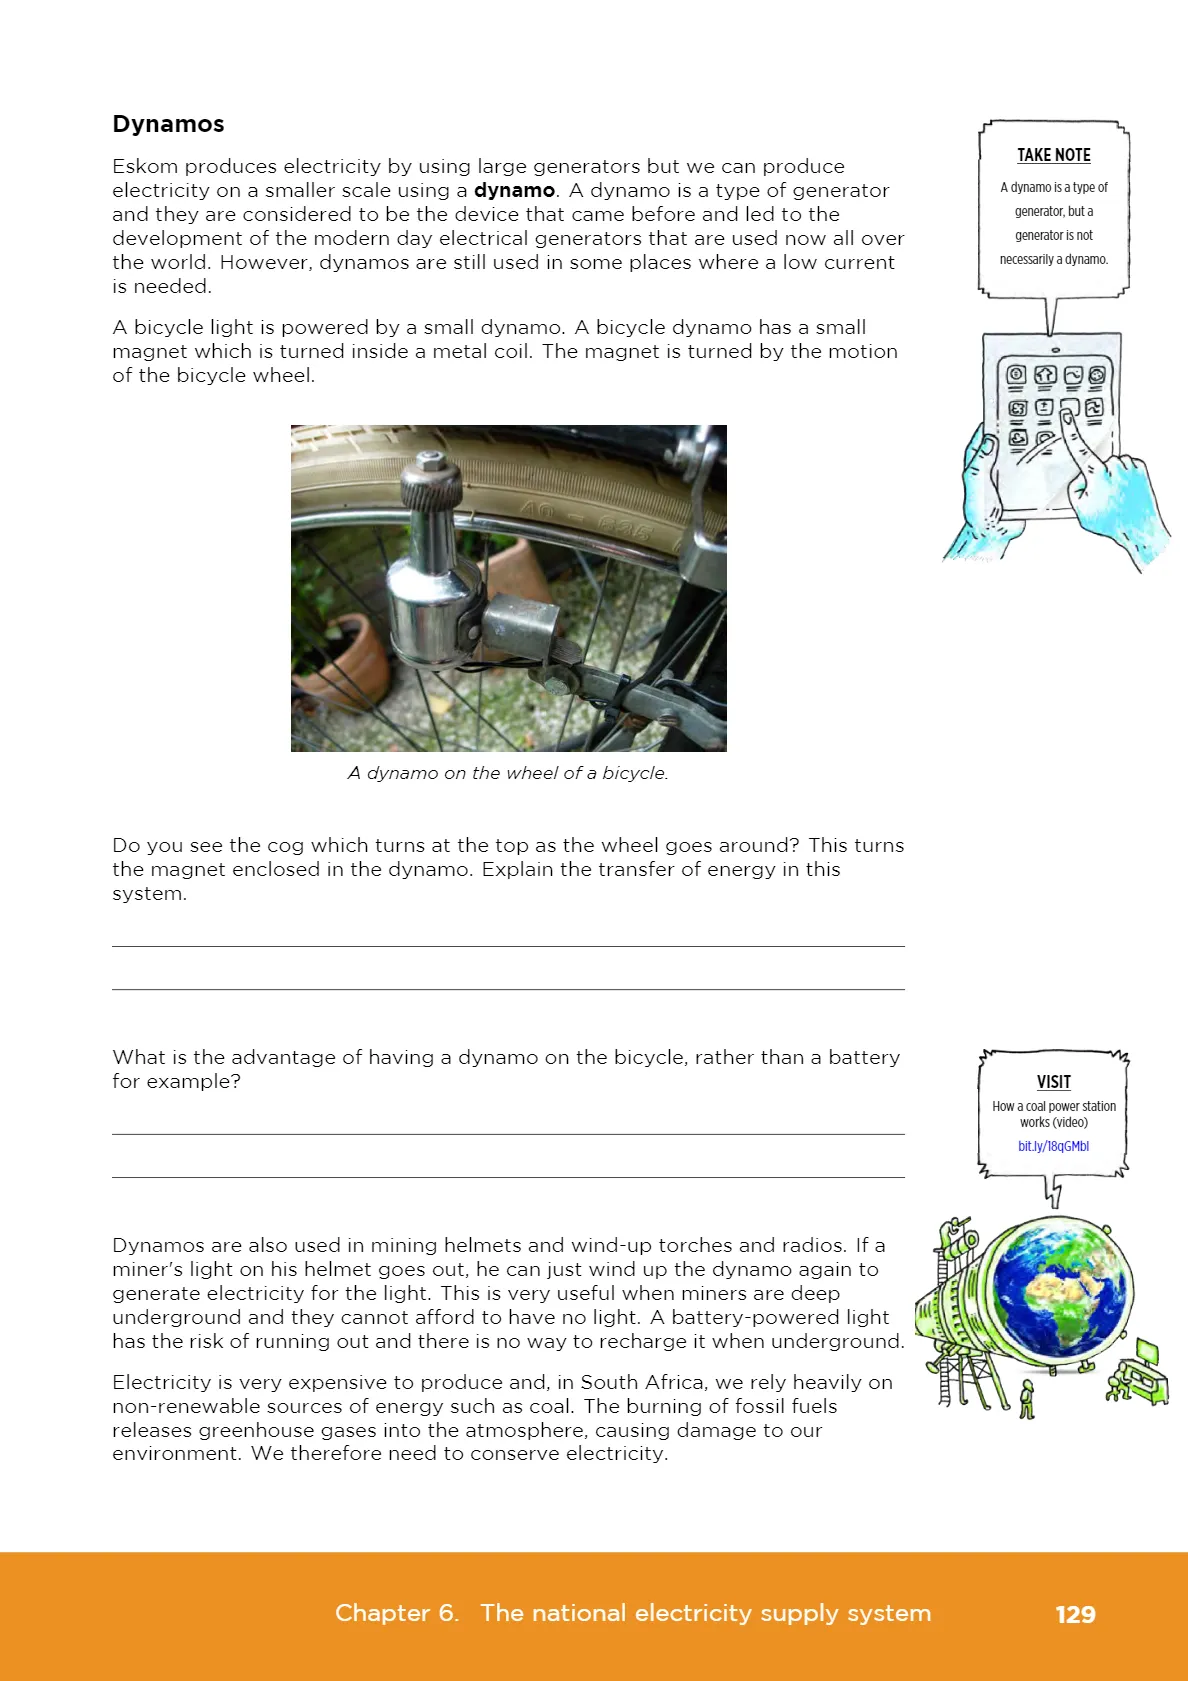 Dynamos
Eskom produces electricity by using large generators but we can produce
electricity on a smaller scale using a dynamo. A dynamo is a type of generator
and they are considered to be the device that came before and led to the
development of the modern day electrical generators that are used now all over
the world. However, dynamos are still used in some places where a low current
is needed.
A bicycle light is powered by a small dynamo. A bicycle dynamo has a small
magnet which is turned inside a metal coil. The magnet is turned by the motion
of the bicycle wheel.
40 - 635
A dynamo on the wheel of a bicycle.
Do you see the cog which turns at the top as the wheel goes around? This turns
the magnet enclosed in the dynamo. Explain the transfer of energy in this
system.
What is the advantage of having a dynamo on the bicycle, rather than a battery
for example?
Dynamos are also used in mining helmets and wind-up torches and radios. If a
miner's light on his helmet goes out, he can just wind up the dynamo again to
generate electricity for the light. This is very useful when miners are deep
underground and they cannot afford to have no light. A battery-powered light
has the risk of running out and there is no way to recharge it when underground.
Electricity is very expensive to produce and, in South Africa, we rely heavily on
non-renewable sources of energy such as coal. The burning of fossil fuels
releases greenhouse gases into the atmosphere, causing damage to our
environment. We therefore need to conserve electricity.
TAKE NOTE
A dynamo is a type of
generator, but a
generator is not
necessarily a dynamo.
VISIT
How a coal power station
works (video)
bit.ly/18qGMbI
Chapter 6. The national electricity supply system 129